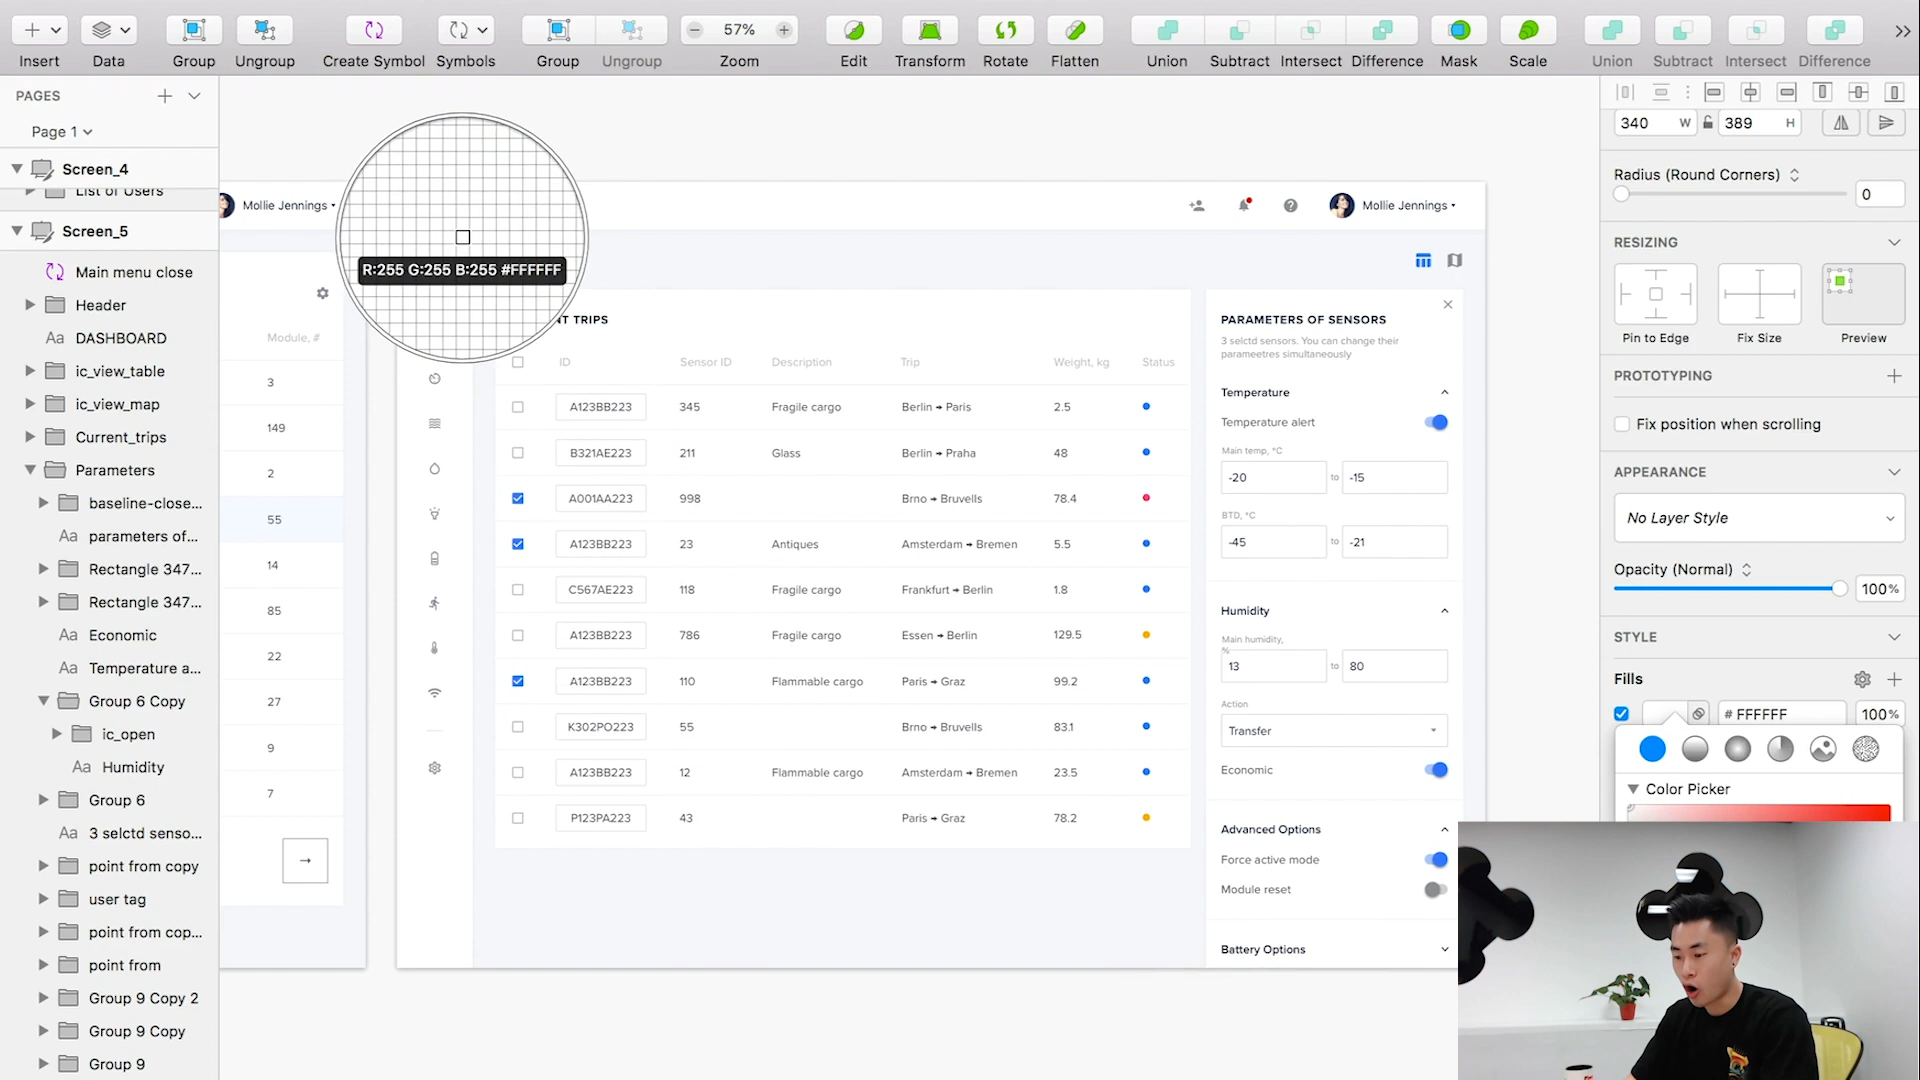 Insert
Data
Group
Ungroup
Create Symbol
Symbols
Group
Ungroup
57%
Zoom
Edit
Transform
Rotate
Flatten
Union
Subtract
Intersect
Difference
Mask
Scale
Union
Subtract
Intersect
Difference
PAGES
Page 1
Screen_4
List of Users
Screen_5
Main menu close
Header
Aa DASHBOARD
ic_view_table
ic_view_map
Current_trips
Parameters
baseline-close...
Aa parameters of...
Rectangle 347...
Rectangle 347...
Aa Economic
Aa Temperature a...
Group 6 Copy
ic_open
Aa Humidity
Group 6
Aa 3 selctd senso...
point from copy
user tag
point from cop...
point from
Group 9 Copy 2
Group 9 Copy
Group 9
Mollie Jennings
Module, #
3
149
2
55
14
85
22
27
9
7
→
R:255 G:255 B:255 #FFFFFF
Mollie Jennings
NT TRIPS
ID Sensor ID Description Trip Weight, kg Status
A123BB223 345 Fragile cargo Berlin → Paris 2.5
B321AE223 211 Glass Berlin → Praha 48
A001AA223 998 Brno → Bruvells 78.4
A123BB223 23 Antiques Amsterdam → Bremen 5.5
C567AE223 118 Fragile cargo Frankfurt → Berlin 1.8
A123BB223 786 Fragile cargo Essen → Berlin 129.5
A123BB223 110 Flammable cargo Paris → Graz 99.2
K302PO223 55 Brno → Bruvells 83.1
A123BB223 12 Flammable cargo Amsterdam → Bremen 23.5
P123PA223 43 Paris → Graz 78.2
PARAMETERS OF SENSORS
3 selctd sensors. You can change their
parameetres simultaneously
Temperature
Temperature alert
Main temp, °C
-20 to -15
BTD, °C
-45 to -21
Humidity
Main humidity,
%
13 to 80
Action
Transfer
Economic
Advanced Options
Force active mode
Module reset
Battery Options
340 W 389 H
Radius (Round Corners)
0
RESIZING
Pin to Edge
Fix Size
Preview
PROTOTYPING
Fix position when scrolling
APPEARANCE
No Layer Style
Opacity (Normal)
100%
STYLE
Fills
# FFFFFF 100%
Color Picker